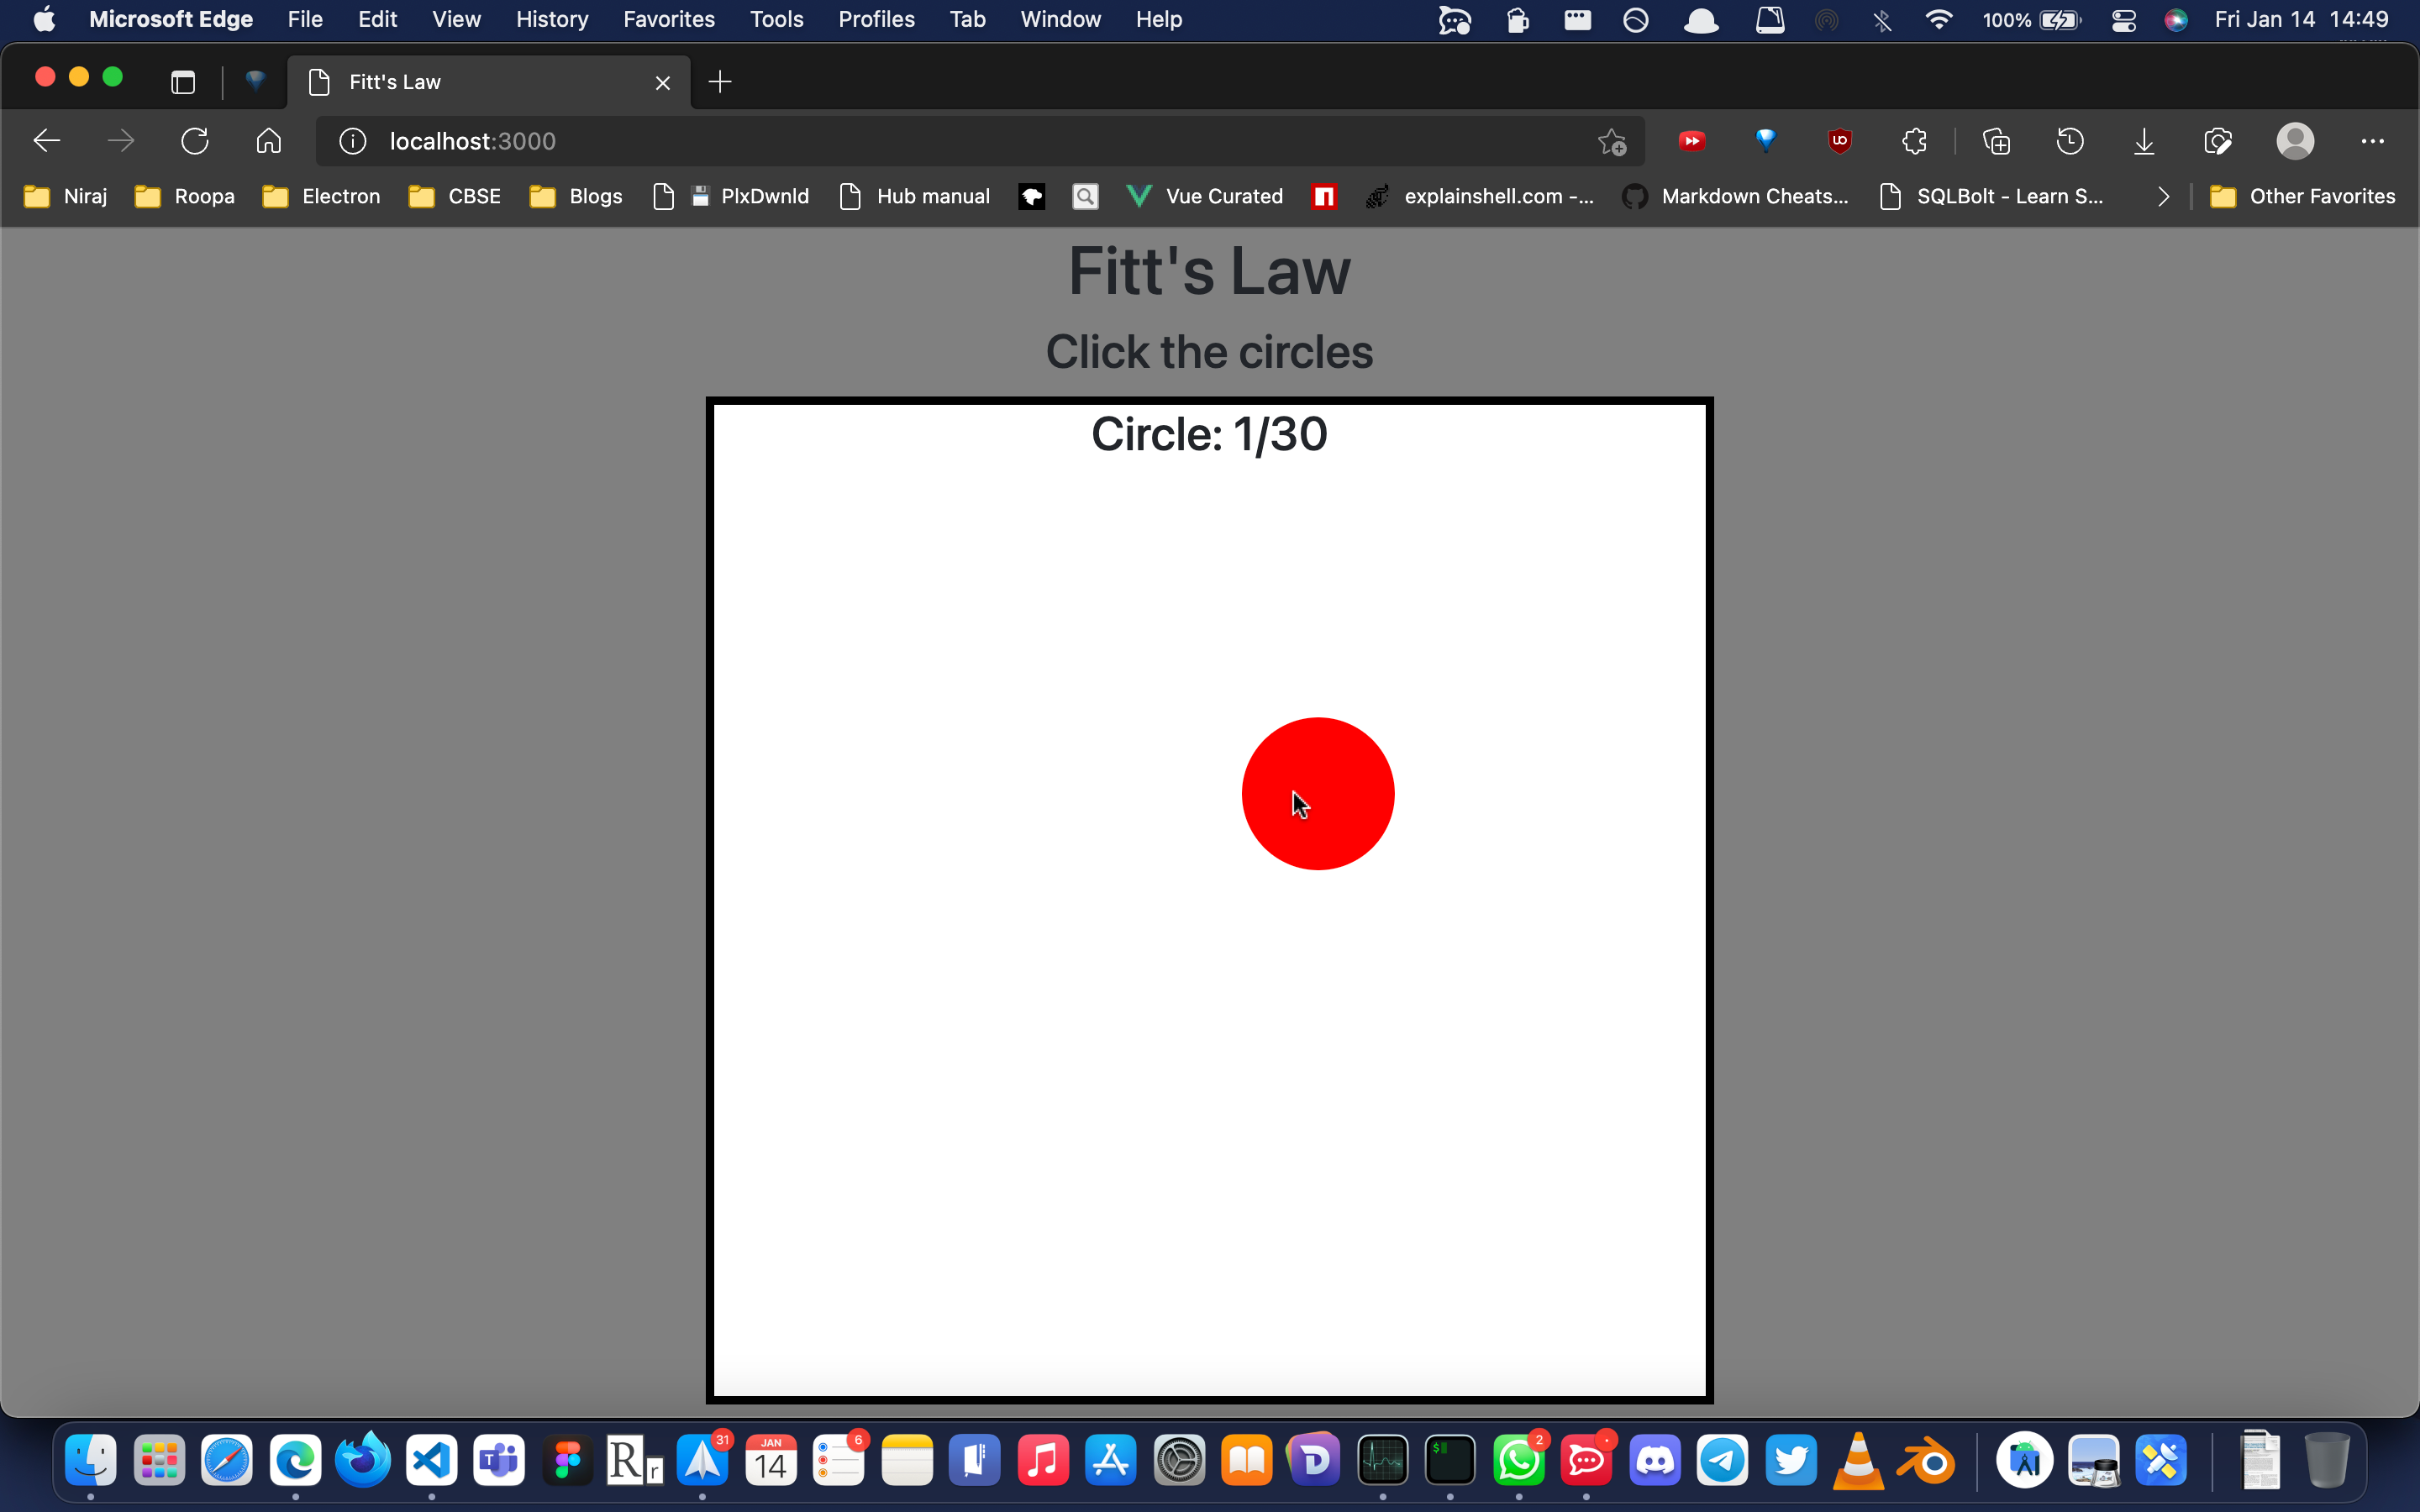 Microsoft Edge File Edit View History Favorites Tools Profiles Tab Window Help 100% Fri Jan 14 14:49
Fitt's Law
localhost:3000
Niraj Roopa Electron CBSE Blogs PlxDwnld Hub manual Vue Curated explainshell.com -... Markdown Cheats... SQLBolt - Learn S... Other Favorites
Fitt's Law
Click the circles
Circle: 1/30
31 JAN 14 6 2